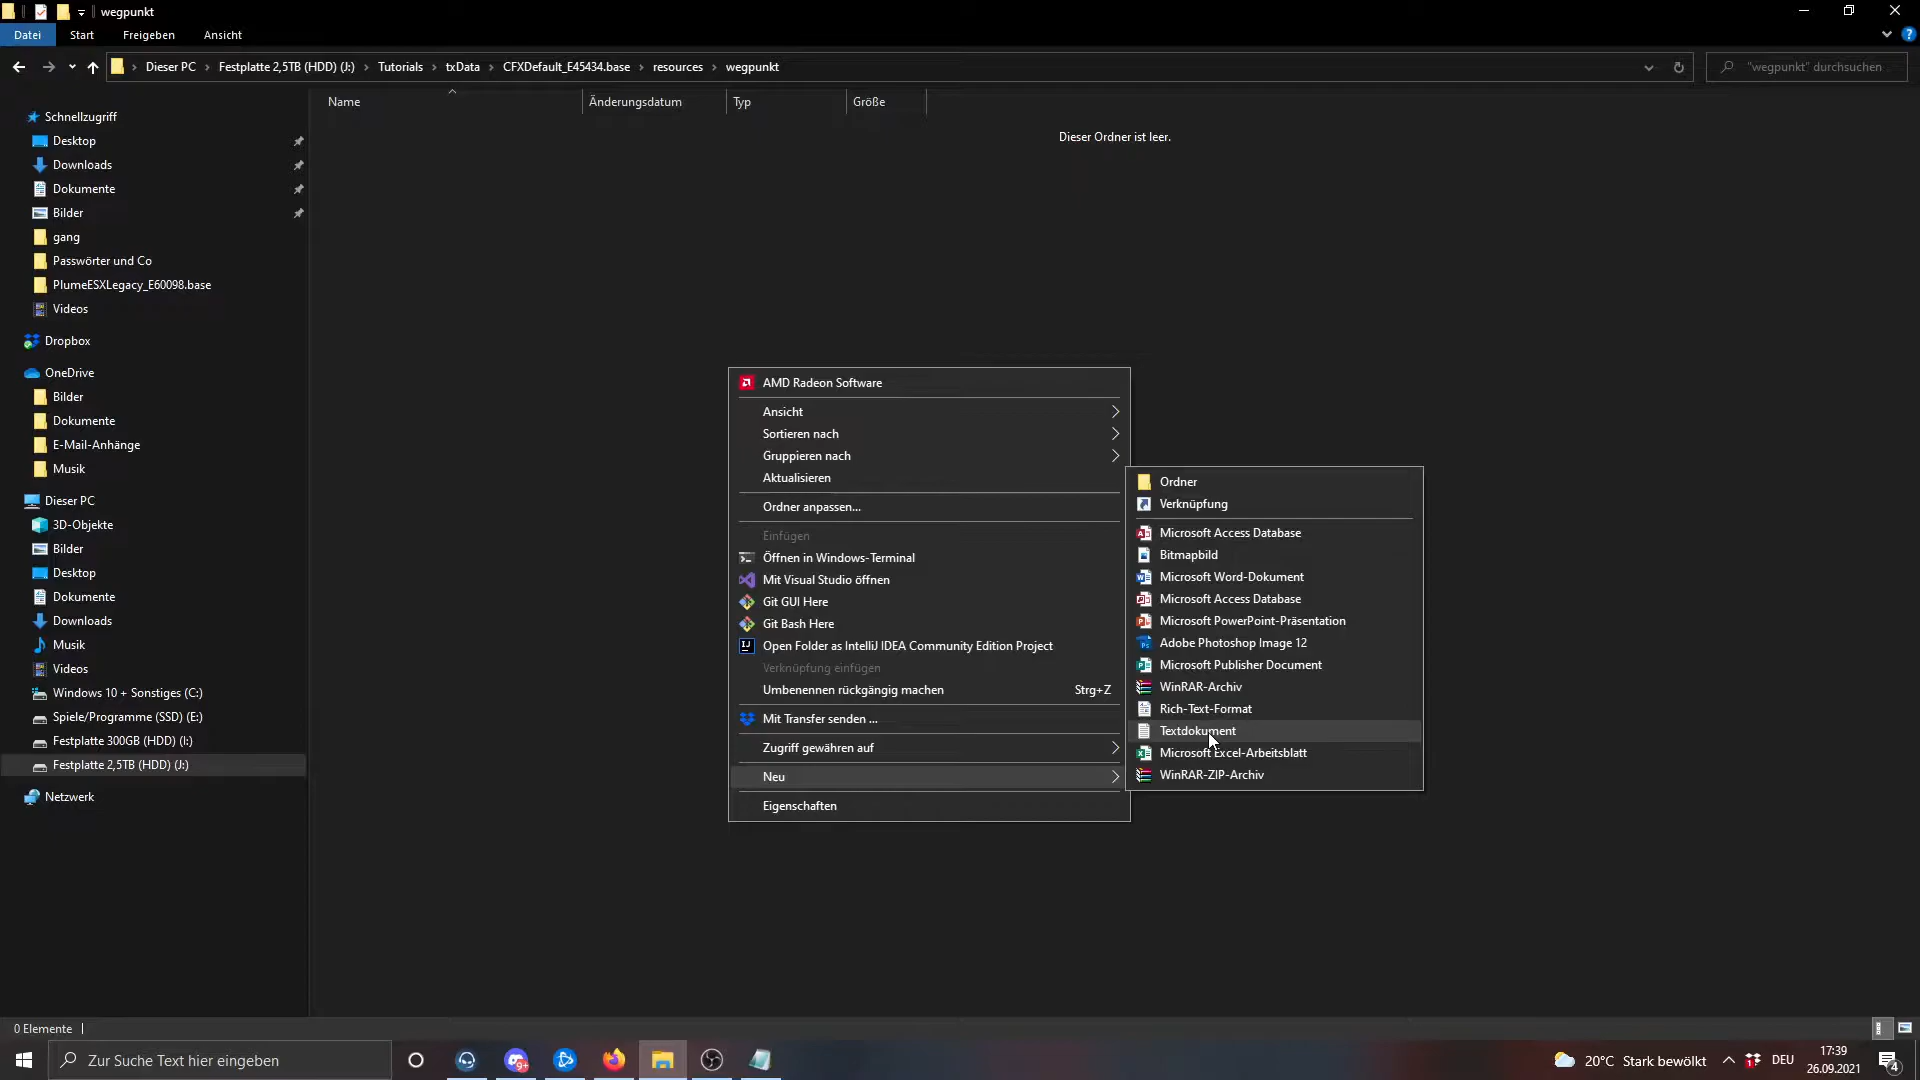 wegpunkt
Datei Start Freigeben Ansicht
Dieser PC Festplatte 2,5TB (HDD) (J:) Tutorials txData CFXDefault_E45434.base resources wegpunkt
"wegpunkt" durchsuchen
Name Änderungsdatum Typ Größe
Dieser Ordner ist leer.
Schnellzugriff
Desktop
Downloads
Dokumente
Bilder
gang
Passwörter und Co
PlumeESXLegacy_E60098.base
Videos
Dropbox
OneDrive
Bilder
Dokumente
E-Mail-Anhänge
Musik
Dieser PC
3D-Objekte
Bilder
Desktop
Dokumente
Downloads
Musik
Videos
Windows 10 + Sonstiges (C:)
Spiele/Programme (SSD) (E:)
Festplatte 300GB (HDD) (I:)
Festplatte 2,5TB (HDD) (J:)
Netzwerk
AMD Radeon Software
Ansicht
Sortieren nach
Gruppieren nach
Aktualisieren
Ordner anpassen...
Einfügen
Öffnen in Windows-Terminal
Mit Visual Studio öffnen
Git GUI Here
Git Bash Here
Open Folder as IntelliJ IDEA Community Edition Project
Verknüpfung einfügen
Umbenennen rückgängig machen Strg+Z
Mit Transfer senden ...
Zugriff gewähren auf
Neu
Eigenschaften
Ordner
Verknüpfung
Microsoft Access Database
Bitmapbild
Microsoft Word-Dokument
Microsoft Access Database
Microsoft PowerPoint-Präsentation
Adobe Photoshop Image 12
Microsoft Publisher Document
WinRAR-Archiv
Rich-Text-Format
Textdokument
Microsoft Excel-Arbeitsblatt
WinRAR-ZIP-Archiv
0 Elemente
Zur Suche Text hier eingeben
9+
20°C Stark bewölkt
DEU
17:39
26.09.2021
4